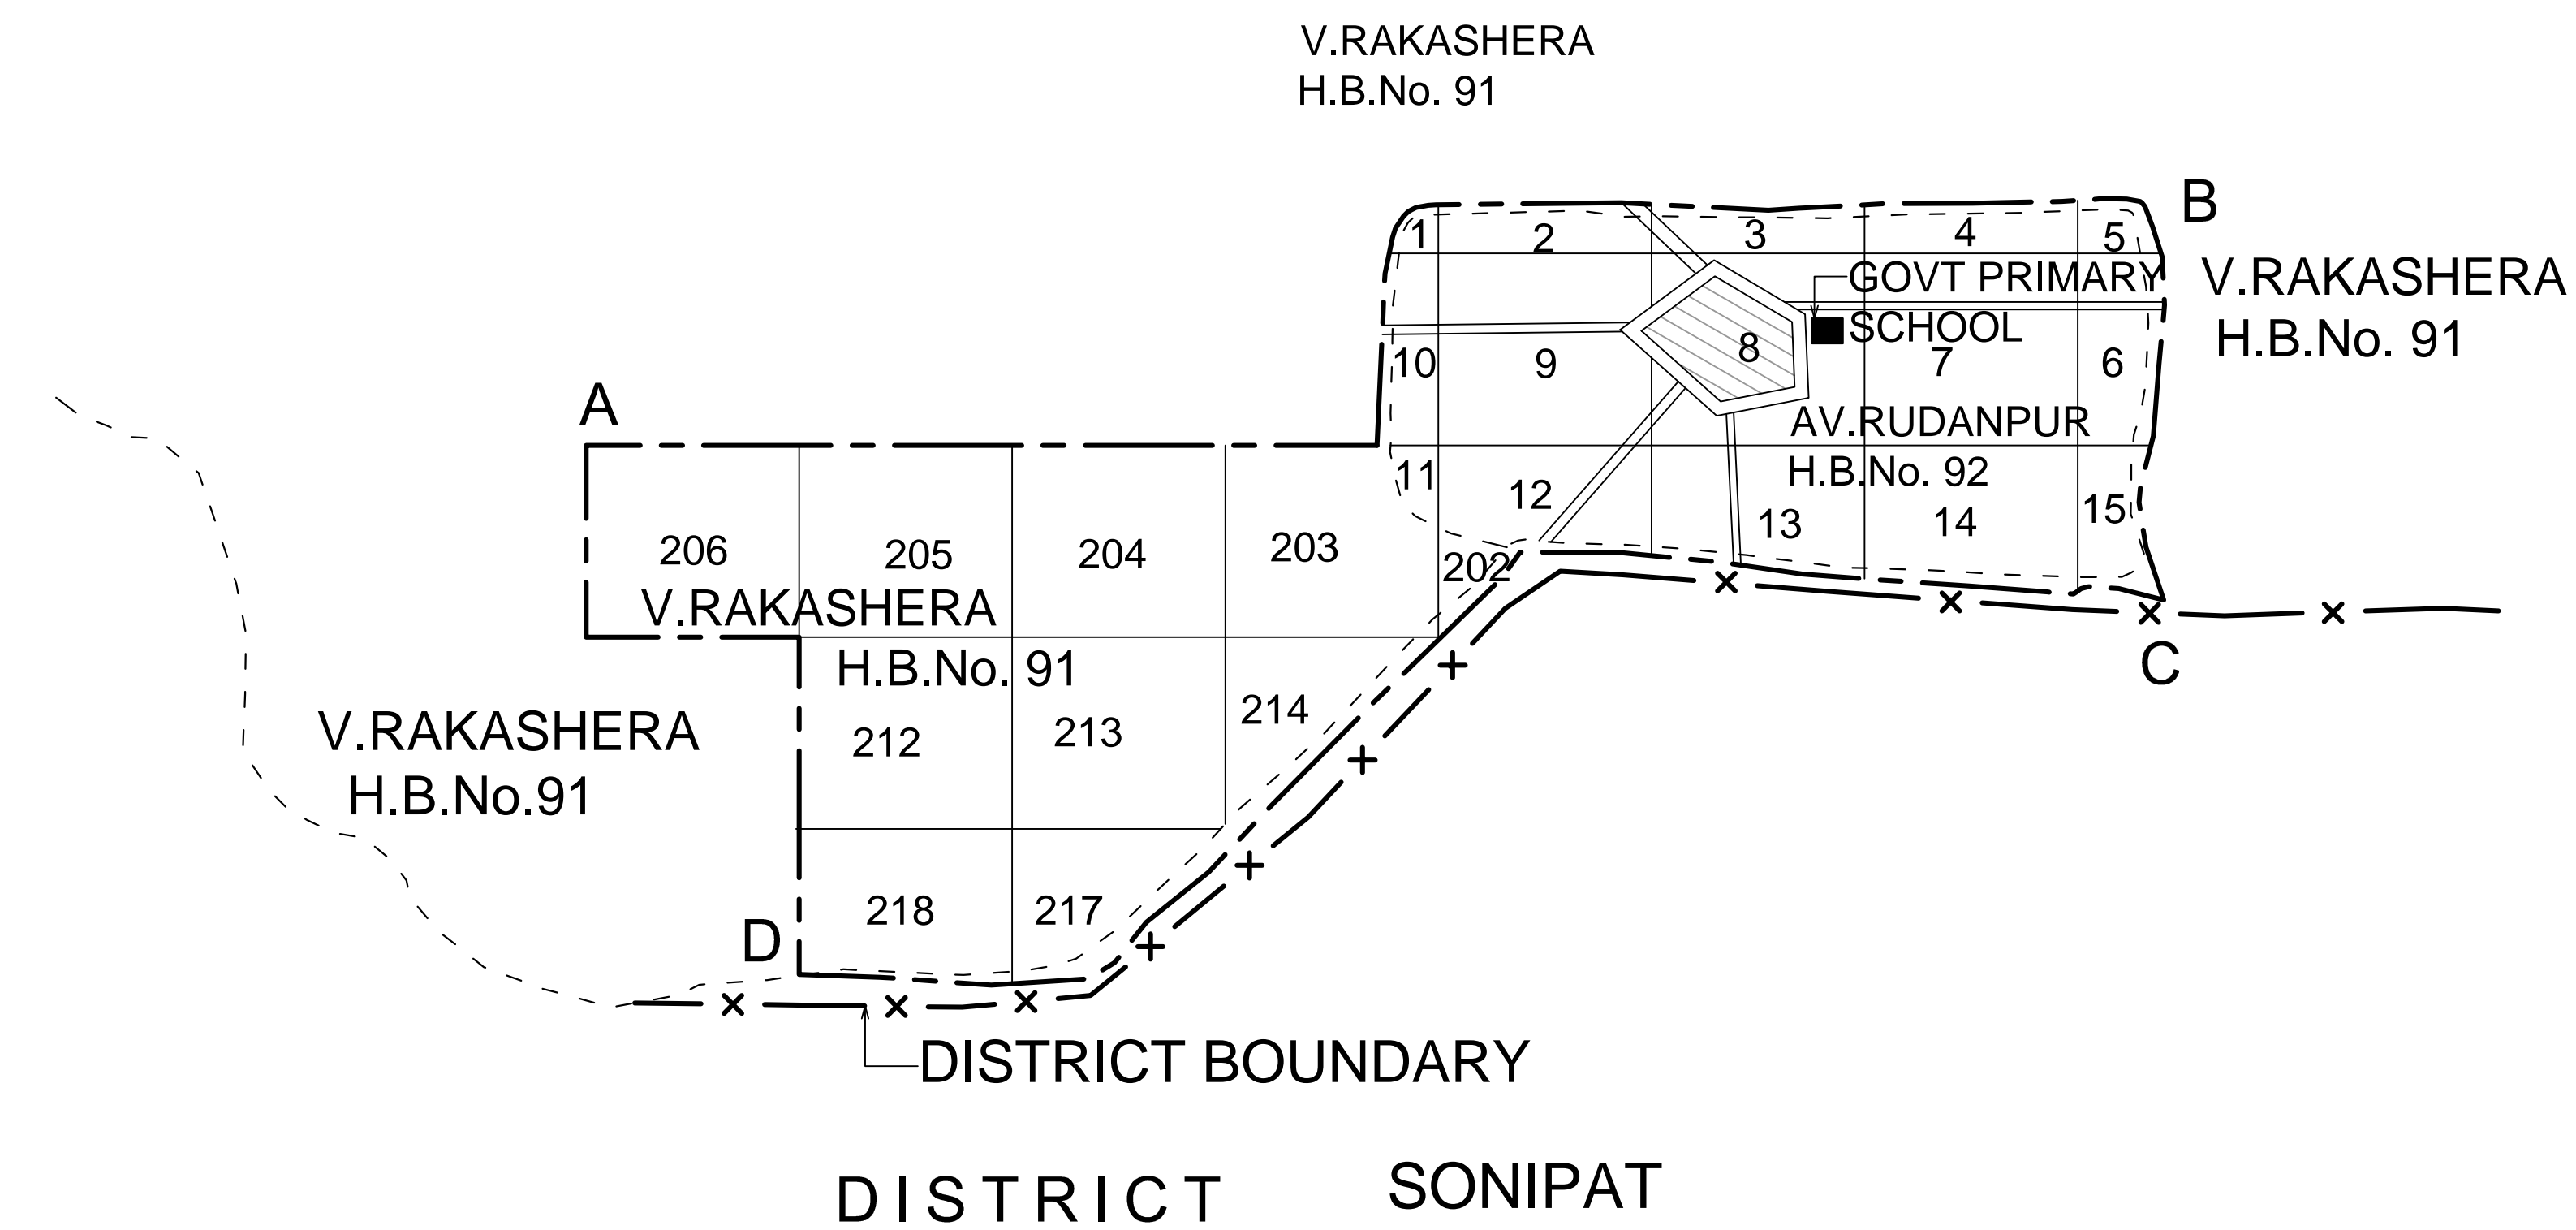 V.RAKASHERA
H.B.No. 91
B
1
2
3
4
5
GOVT PRIMARY
SCHOOL
V.RAKASHERA
H.B.No. 91
10
9
8
7
6
A
AV.RUDANPUR
H.B.No. 92
11
12
13
14
15
206
205
204
203
202
V.RAKASHERA
H.B.No. 91
C
V.RAKASHERA
H.B.No.91
212
213
214
218
217
D
DISTRICT BOUNDARY
DISTRICT SONIPAT